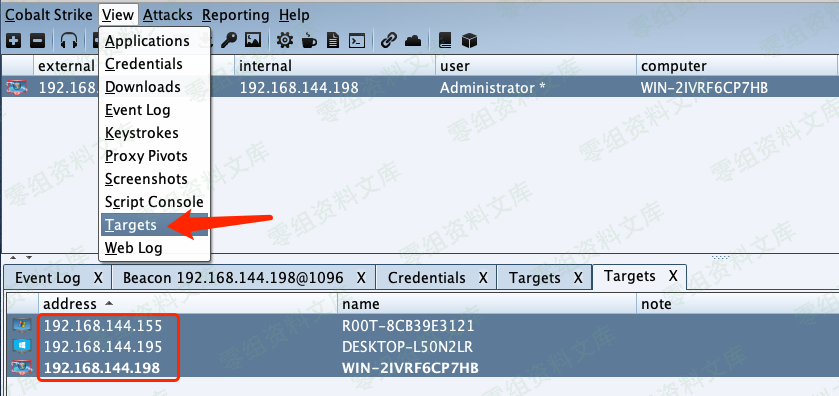 Cobalt Strike View Attacks Reporting Help
Applications
Credentials
Downloads
Event Log
Keystrokes
Proxy Pivots
Screenshots
Script Console
Targets
Web Log
external internal user computer
192.168. 192.168.144.198 Administrator * WIN-2IVRF6CP7HB
Event Log X Beacon 192.168.144.198@1096 X Credentials X Targets X Targets X
address name note
192.168.144.155 R00T-8CB39E3121
192.168.144.195 DESKTOP-L50N2LR
192.168.144.198 WIN-2IVRF6CP7HB
零组资料文库